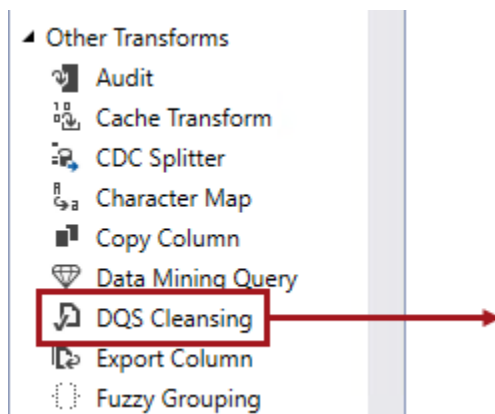 Other Transforms
Audit
Cache Transform
CDC Splitter
Character Map
Copy Column
Data Mining Query
DQS Cleansing
Export Column
Fuzzy Grouping